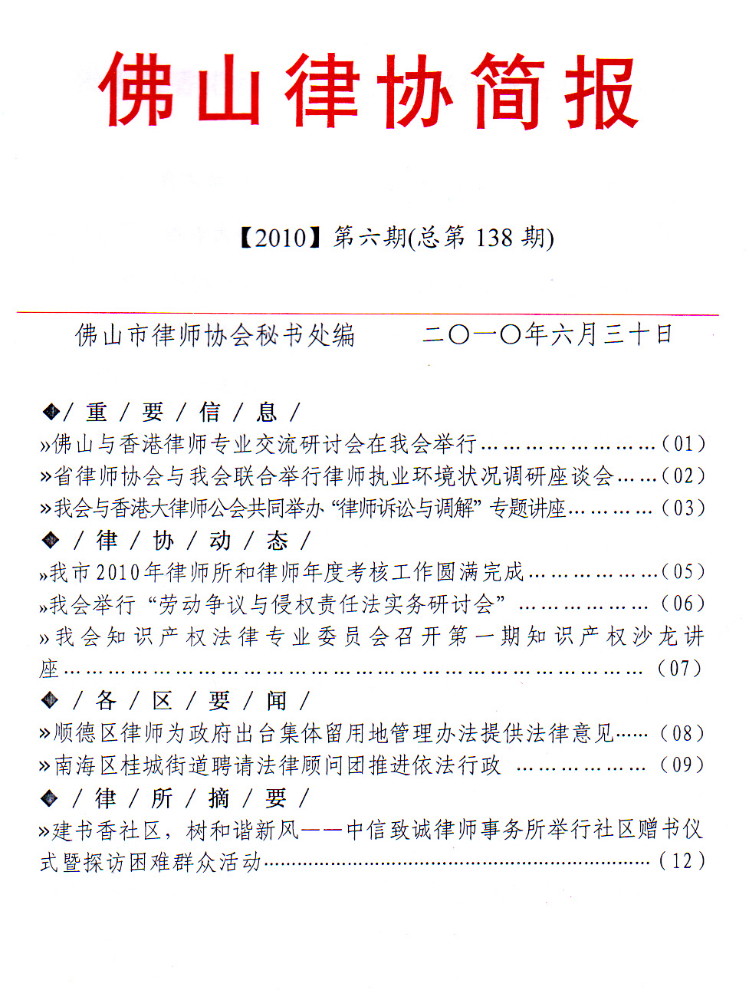 佛山律协简报
【2010】第六期(总第 138 期)
佛山市律师协会秘书处编 二〇一〇年六月三十日
◆/ 重 / 要 / 信 / 息 /
»佛山与香港律师专业交流研讨会在我会举行……………………(01)
»省律师协会与我会联合举行律师执业环境状况调研座谈会……(02)
»我会与香港大律师公会共同举办“律师诉讼与调解”专题讲座…………(03)
◆ / 律 / 协 / 动 / 态 /
»我市2010年律师所和律师年度考核工作圆满完成………………(05)
»我会举行“劳动争议与侵权责任法实务研讨会” ………………(06)
»我会知识产权法律专业委员会召开第一期知识产权沙龙讲
座……………………………………………………………………………(07)
◆ / 各 / 区 / 要 / 闻 /
»顺德区律师为政府出台集体留用地管理办法提供法律意见……(08)
»南海区桂城街道聘请法律顾问团推进依法行政 ………………(09)
◆ / 律 / 所 / 摘 / 要 /
»建书香社区，树和谐新风——中信致诚律师事务所举行社区赠书仪
式暨探访困难群众活动……………………………………………………(12)